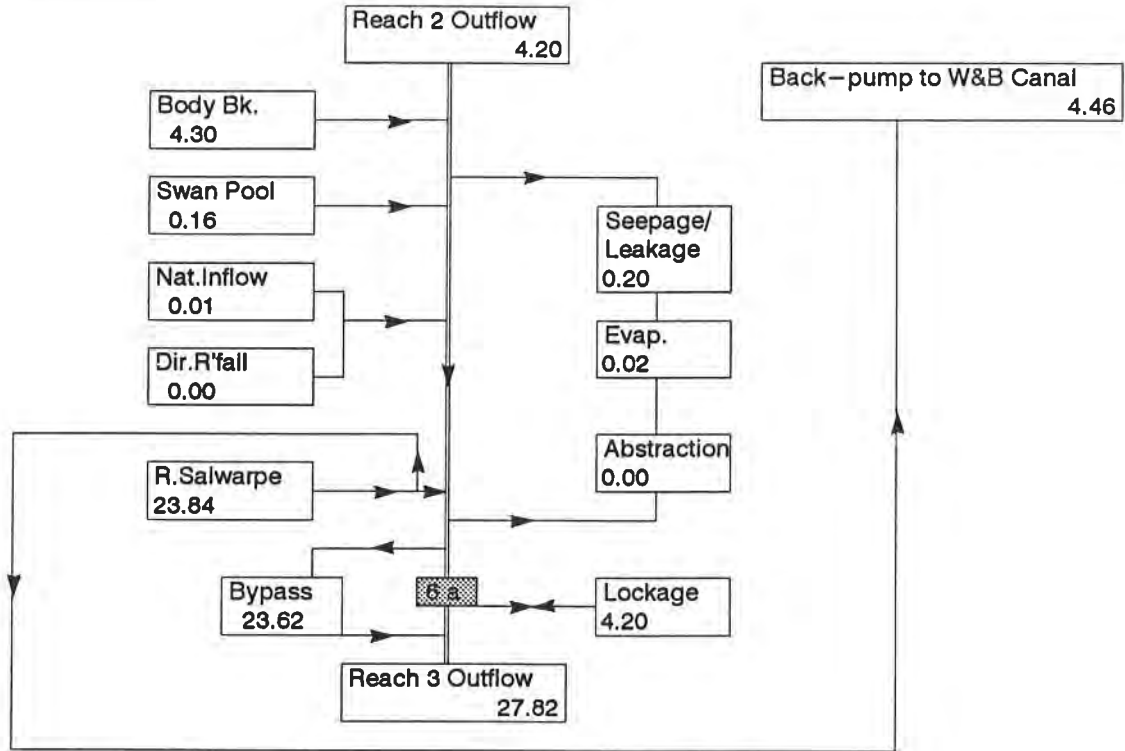 Reach 2 Outflow
4.20
Back-pump to W&B Canal
4.46
Body Bk.
4.30
Swan Pool
0.16
Seepage/
Leakage
0.20
Nat.Inflow
0.01
Evap.
0.02
Dir.R'fall
0.00
Abstraction
0.00
R.Salwarpe
23.84
Bypass
23.62
6 a
Lockage
4.20
Reach 3 Outflow
27.82